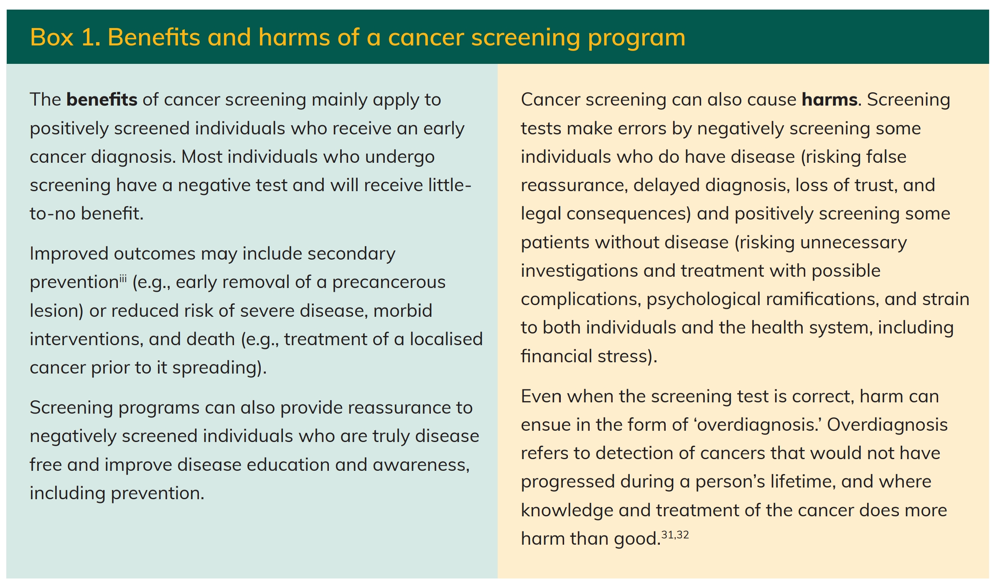 Box 1. Benefits and harms of a cancer screening program
The benefits of cancer screening mainly apply to
positively screened individuals who receive an early
cancer diagnosis. Most individuals who undergo
screening have a negative test and will receive little-
to-no benefit.
Improved outcomes may include secondary
preventioniii (e.g., early removal of a precancerous
lesion) or reduced risk of severe disease, morbid
interventions, and death (e.g., treatment of a localised
cancer prior to it spreading).
Screening programs can also provide reassurance to
negatively screened individuals who are truly disease
free and improve disease education and awareness,
including prevention.
Cancer screening can also cause harms. Screening
tests make errors by negatively screening some
individuals who do have disease (risking false
reassurance, delayed diagnosis, loss of trust, and
legal consequences) and positively screening some
patients without disease (risking unnecessary
investigations and treatment with possible
complications, psychological ramifications, and strain
to both individuals and the health system, including
financial stress).
Even when the screening test is correct, harm can
ensue in the form of ‘overdiagnosis.’ Overdiagnosis
refers to detection of cancers that would not have
progressed during a person’s lifetime, and where
knowledge and treatment of the cancer does more
harm than good.31,32